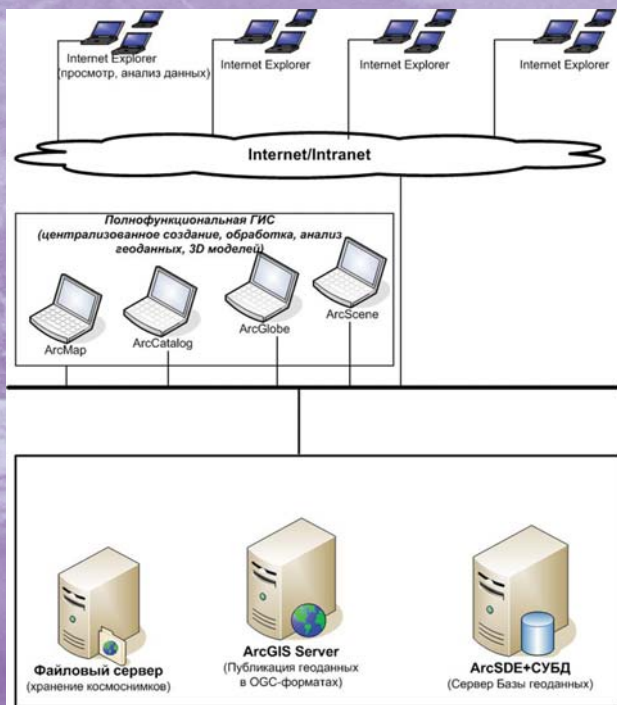 Internet Explorer
(просмотр, анализ данных)
Internet Explorer
Internet Explorer
Internet Explorer
Internet/Intranet
Полнофункциональная ГИС
(централизованное создание, обработка, анализ
геоданных, 3D моделей)
ArcMap
ArcCatalog
ArcGlobe
ArcScene
Файловый сервер
(хранение космоснимков)
ArcGIS Server
(Публикация геоданных
в OGC-форматах)
ArcSDE+СУБД
(Сервер Базы геоданных)